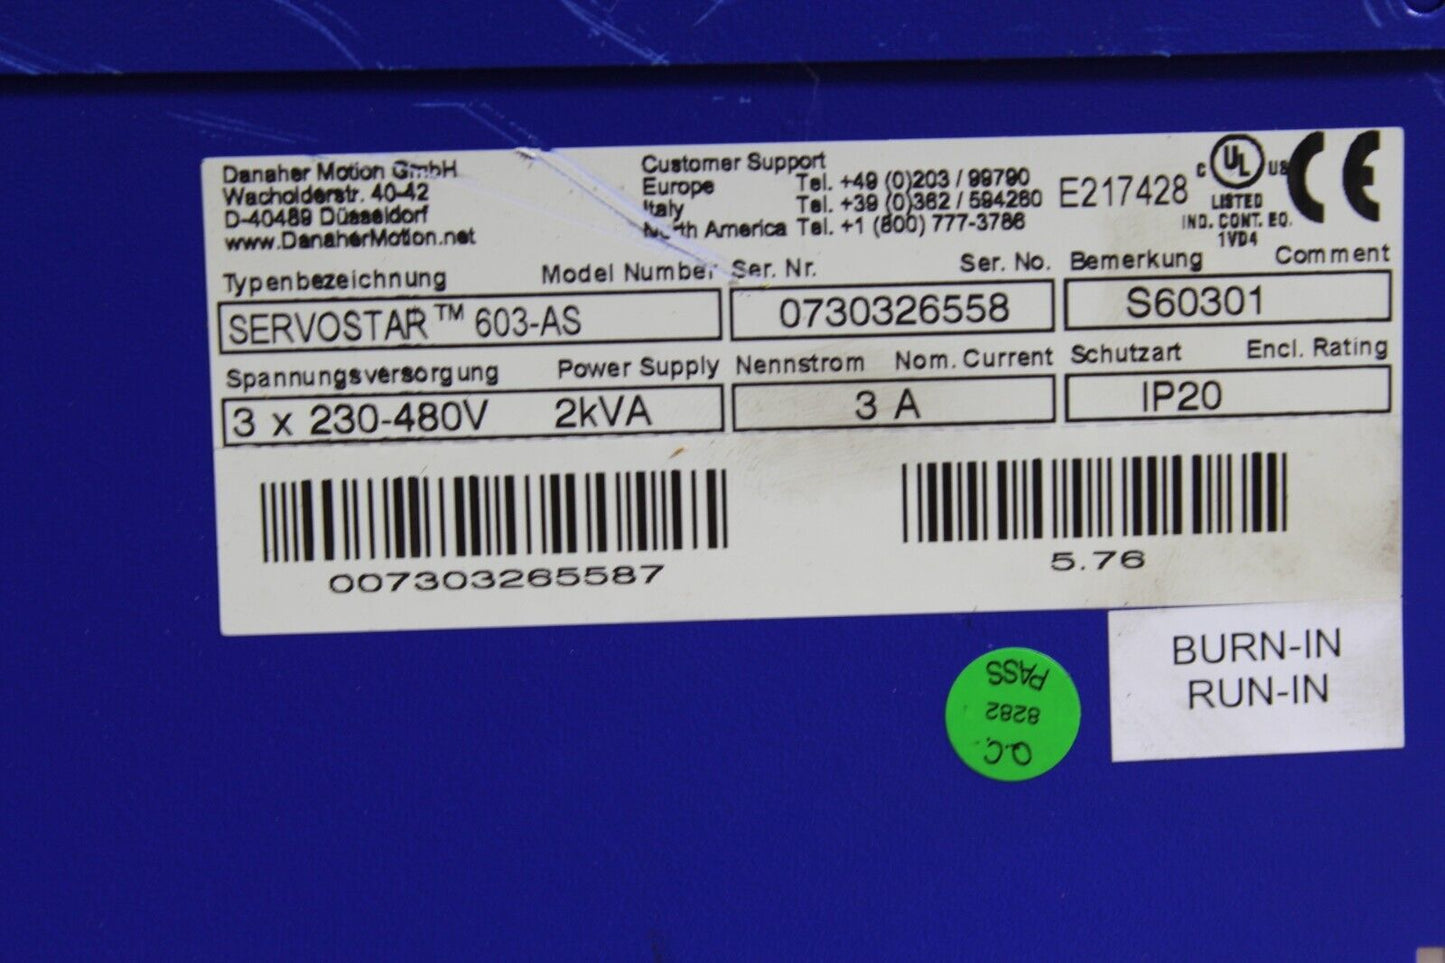 Danaher Motion GmbH
Wacholderstr. 40-42
D-40489 Düsseldorf
www.DanaherMotion.net
Customer Support
Europe Tel. +49 (0)203 / 99790
Italy Tel. +39 (0)362 / 594260
North America Tel. +1 (800) 777-3786
E217428
C UL US
LISTED
IND. CONT. EQ.
1VD4
CE
Typenbezeichnung Model Number Ser. Nr. Ser. No. Bemerkung Comment
SERVOSTAR™ 603-AS 0730326558 S60301
Spannungsversorgung Power Supply Nennstrom Nom. Current Schutzart Encl. Rating
3 x 230-480V 2kVA 3 A IP20
007303265587 5.76
BURN-IN
RUN-IN
Q.C.
8282
PASS